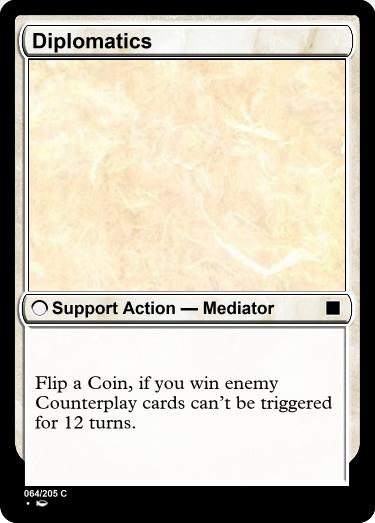 Diplomatics
Support Action — Mediator
Flip a Coin, if you win enemy
Counterplay cards can't be triggered
for 12 turns.
064/205 C